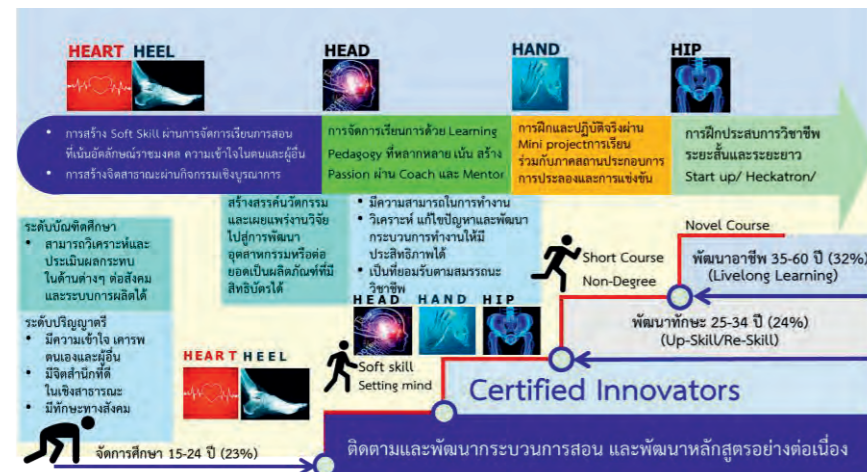 HEART HEEL
HEAD
HAND
HIP
• การสร้าง Soft Skill ผ่านการจัดการเรียนการสอน
ที่เน้นอัตลักษณ์ราชมงคล ความเข้าใจในตนและผู้อื่น
• การสร้างจิตสาธารณะผ่านกิจกรรมเชิงบูรณาการ
การจัดการเรียนการด้วย Learning
Pedagogy ที่หลากหลาย เน้น สร้าง
Passion ผ่าน Coach และ Mentor
การฝึกและปฏิบัติจริงผ่าน
Mini projectการเรียน
ร่วมกับภาคสถานประกอบการ
การประลองและการแข่งขัน
การฝึกประสบการวิชาชีพ
ระยะสั้นและระยะยาว
Start up/ Heckatron/
ระดับบัณฑิตศึกษา
• สามารถวิเคราะห์และ
ประเมินผลกระทบ
ในด้านต่างๆ ต่อสังคม
และระบบการผลิตได้
สร้างสรรค์นวัตกรรม
และเผยแพร่งานวิจัย
ไปสู่การพัฒนา
อุตสาหกรรมหรือต่อ
ยอดเป็นผลิตภัณฑ์ที่มี
สิทธิบัตรได้
• มีความสามารถในการทำงาน
• วิเคราะห์ แก้ไขปัญหาและพัฒนา
กระบวนการทำงานให้มี
ประสิทธิภาพได้
• เป็นที่ยอมรับตามสมรรถนะ
วิชาชีพ
Short Course
Non-Degree
Novel Course
พัฒนาอาชีพ 35-60 ปี (32%)
(Livelong Learning)
ระดับปริญญาตรี
• มีความเข้าใจ เคารพ
ตนเองและผู้อื่น
• มีจิตสำนึกที่ดี
ในเชิงสาธารณะ
• มีทักษะทางสังคม
HEART HEEL
HEAD HAND HIP
Soft skill
Setting mind
พัฒนาทักษะ 25-34 ปี (24%)
(Up-Skill/Re-Skill)
Certified Innovators
จัดการศึกษา 15-24 ปี (23%)
ติดตามและพัฒนากระบวนการสอน และพัฒนาหลักสูตรอย่างต่อเนื่อง